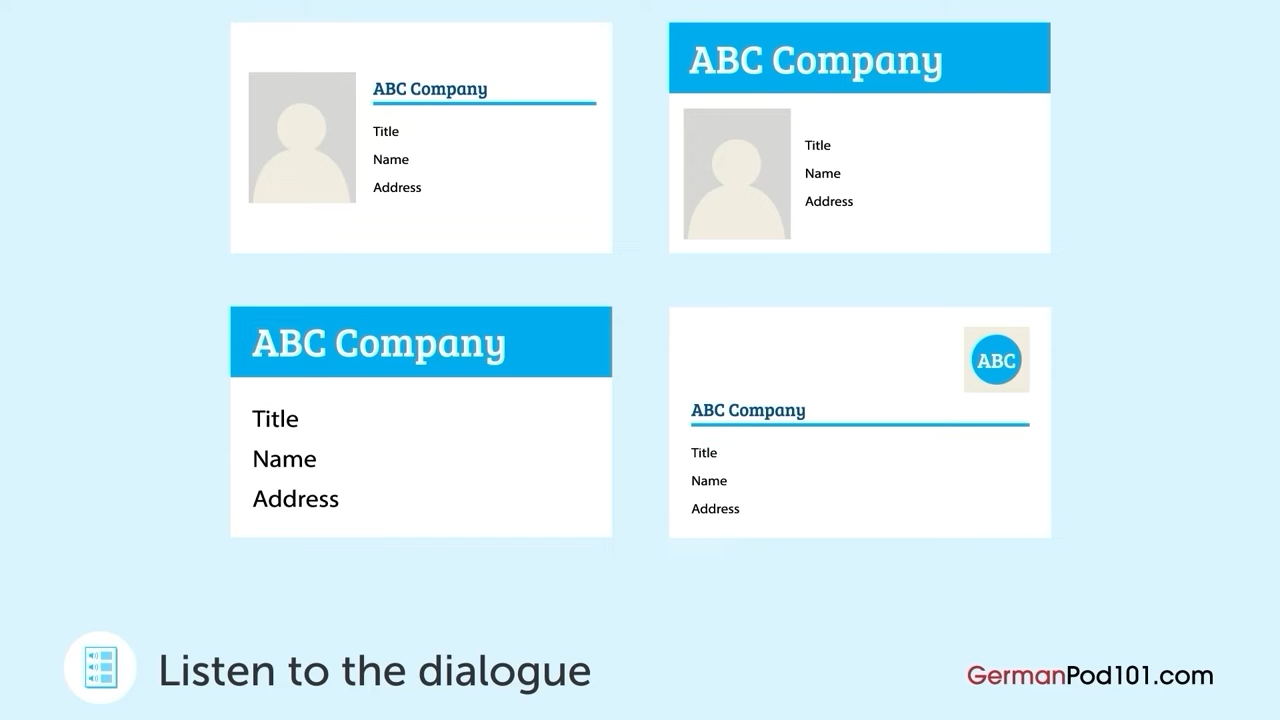 ABC Company
Title
Name
Address
ABC Company
Title
Name
Address
ABC Company
Title
Name
Address
ABC
ABC Company
Title
Name
Address
Listen to the dialogue
GermanPod101.com